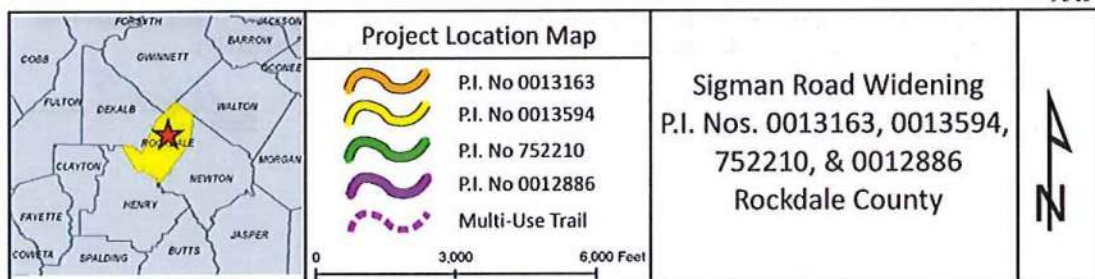 FORSYTH
JACKSON
BARROW
COBB
GWINNETT
OCONEE
FULTON
DEKALB
WALTON
ROCKDALE
CLAYTON
MORGAN
NEWTON
HENRY
FAYETTE
JASPER
BUTTS
SPALDING
COWETA
Project Location Map
P.I. No 0013163
P.I. No 0013594
P.I. No 752210
P.I. No 0012886
Multi-Use Trail
0 3,000 6,000 Feet
Sigman Road Widening
P.I. Nos. 0013163, 0013594,
752210, & 0012886
Rockdale County
N